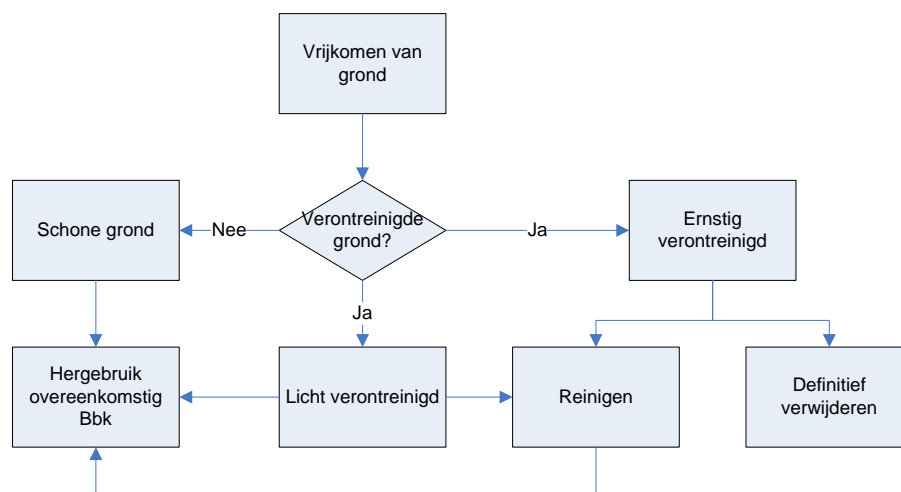 Vrijkomen van
grond
Verontreinigde
grond?
Nee
Schone grond
Ja
Ernstig
verontreinigd
Ja
Hergebruik
overeenkomstig
Bbk
Licht verontreinigd
Reinigen
Definitief
verwijderen